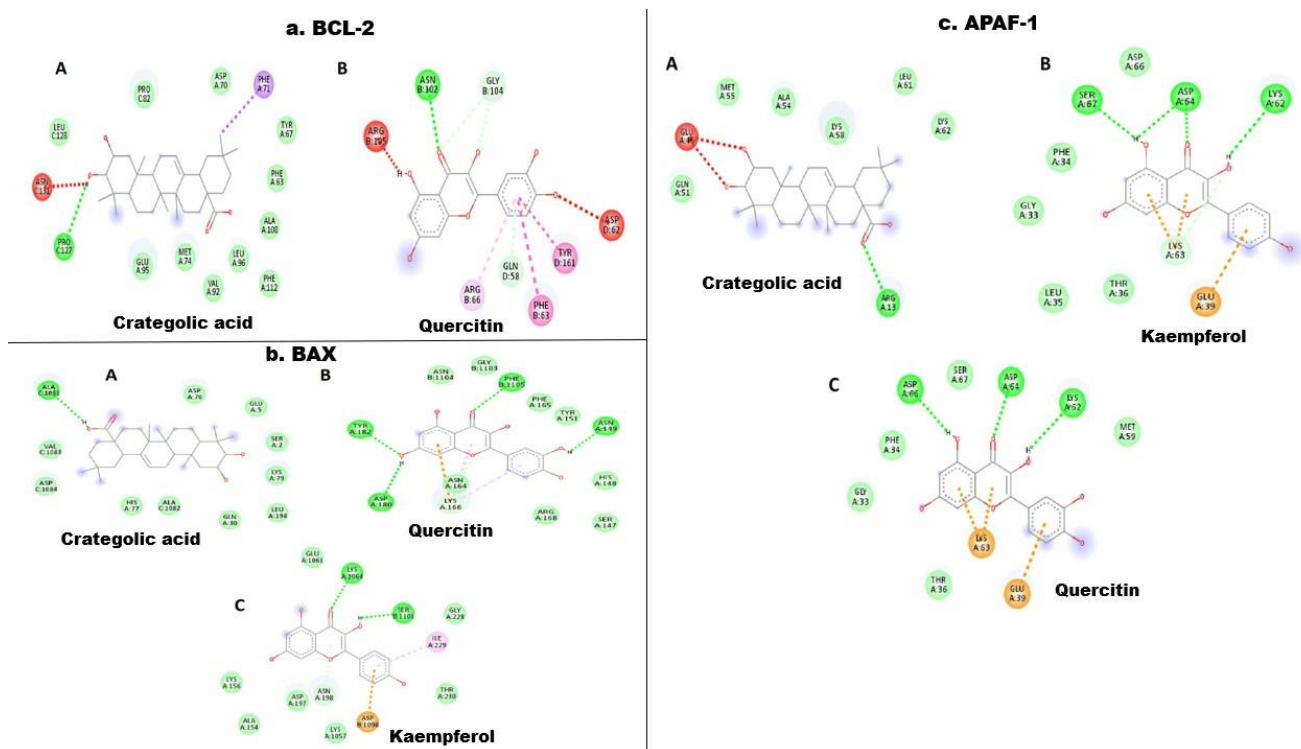 a. BCL-2
A
ASP
A:70
PHE
A:71
PRO
C:82
LEU
C:128
TYR
A:67
PHE
A:63
ALA
A:108
PHE
A:112
LEU
A:96
VAL
A:92
MET
A:74
GLU
A:95
PRO
C:127
Crategolic acid
B
ASN
B:102
GLY
B:104
ARG
ASP
D:62
TYR
D:161
GLN
D:58
PHE
B:63
ARG
B:66
Quercitin
b. BAX
A
ALA
ASP
A:76
GLU
A:5
SER
A:2
LYS
A:79
LEU
A:194
GLN
A:80
ALA
C:1082
HIS
A:77
ASP
C:1084
VAL
C:1083
Crategolic acid
B
ASN
B:1104
GLY
B:1103
PHE
B:1105
PHE
A:165
TYR
A:151
ASN
A:149
HIS
A:148
SER
A:147
ARG
A:168
ASN
A:164
LYS
A:166
TYR
A:182
ASP
A:180
Quercitin
C
GLU
A:1061
LYS
A:1064
SER
GLY
A:228
ILE
A:229
THR
ASP
B:1098
LYS
A:1057
ASN
A:198
ASP
A:197
ALA
A:154
LYS
A:156
Kaempferol
c. APAF-1
A
MET
A:55
ALA
A:54
LEU
A:61
LYS
A:58
LYS
A:62
GLU
GLN
A:51
ARG
A:13
Crategolic acid
B
ASP
A:66
SER
A:67
ASP
A:64
LYS
A:62
PHE
A:34
GLY
A:33
LEU
A:35
THR
A:36
LYS
A:63
GLU
A:39
Kaempferol
C
ASP
A:66
SER
A:67
ASP
A:64
LYS
A:62
MET
A:59
PHE
A:34
GLY
A:33
THR
A:36
LYS
A:63
GLU
A:39
Quercitin